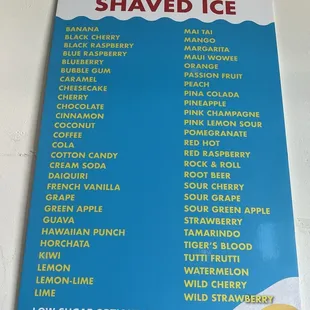 SHAVED ICE
BANANA
BLACK CHERRY
BLACK RASPBERRY
BLUE RASPBERRY
BLUEBERRY
BUBBLE GUM
CARAMEL
CHEESECAKE
CHERRY
CHOCOLATE
CINNAMON
COCONUT
COFFEE
COLA
COTTON CANDY
CREAM SODA
DAIQUIRI
FRENCH VANILLA
GRAPE
GREEN APPLE
GUAVA
HAWAIIAN PUNCH
HORCHATA
KIWI
LEMON
LEMON-LIME
LIME
MAI TAI
MANGO
MARGARITA
MAUI WOWEE
ORANGE
PASSION FRUIT
PEACH
PINA COLADA
PINEAPPLE
PINK CHAMPAGNE
PINK LEMON SOUR
POMEGRANATE
RED HOT
RED RASPBERRY
ROCK & ROLL
ROOT BEER
SOUR CHERRY
SOUR GRAPE
SOUR GREEN APPLE
STRAWBERRY
TAMARINDO
TIGER'S BLOOD
TUTTI FRUTTI
WATERMELON
WILD CHERRY
WILD STRAWBERRY